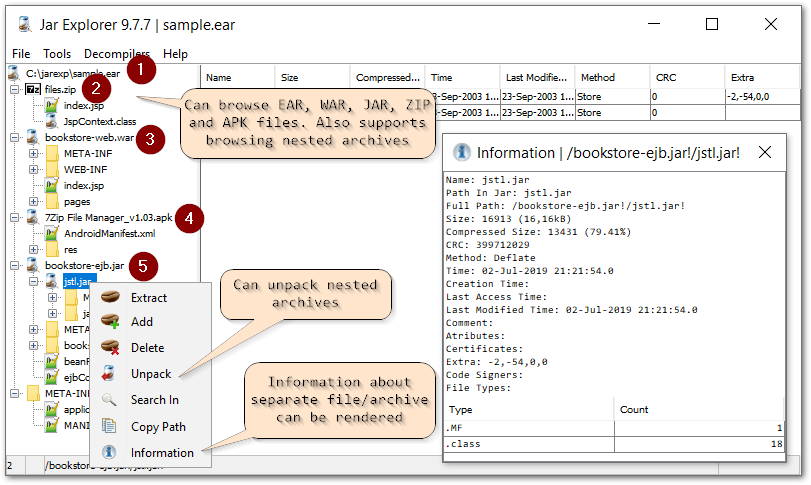 Jar Explorer 9.7.7 | sample.ear
File Tools Decompilers Help
C:\jarexp\sample.ear
1
files.zip
2
index.jsp
JspContext.class
bookstore-web.war
3
META-INF
WEB-INF
index.jsp
pages
7Zip File Manager_v1.03.apk
4
AndroidManifest.xml
res
bookstore-ejb.jar
5
jstl.jar
M
ja
META
books
beanF
ejbCo
META-INF
applic
MANI
Name Size Compressed... Time Last Modifie... Method CRC Extra
3-Sep-2003 1... 23-Sep-2003 1... Store 0 -2,-54,0,0
3-Sep-2003 1... 23-Sep-2003 1... Store 0
Can browse EAR, WAR, JAR, ZIP
and APK files. Also supports
browsing nested archives
Can unpack nested
archives
Information about
separate file/archive
can be rendered
Extract
Add
Delete
Unpack
Search In
Copy Path
Information
Information | /bookstore-ejb.jar!/jstl.jar!
Name: jstl.jar
Path In Jar: jstl.jar
Full Path: /bookstore-ejb.jar!/jstl.jar!
Size: 16913 (16,16kB)
Compressed Size: 13431 (79.41%)
CRC: 399712029
Method: Deflate
Time: 02-Jul-2019 21:21:54.0
Creation Time:
Last Access Time:
Last Modified Time: 02-Jul-2019 21:21:54.0
Comment:
Atributes:
Certificates:
Extra: -2,-54,0,0
Code Signers:
File Types:
Type Count
.MF 1
.class 18
2 /bookstore-ejb.jar!/jstl.jar!